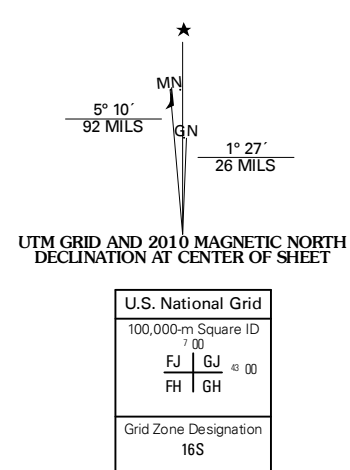 MN
5° 10´
92 MILS
GN
1° 27´
26 MILS
UTM GRID AND 2010 MAGNETIC NORTH
DECLINATION AT CENTER OF SHEET
U.S. National Grid
100,000-m Square ID
7 00
FJ GJ 43 00
FH GH
Grid Zone Designation
16S